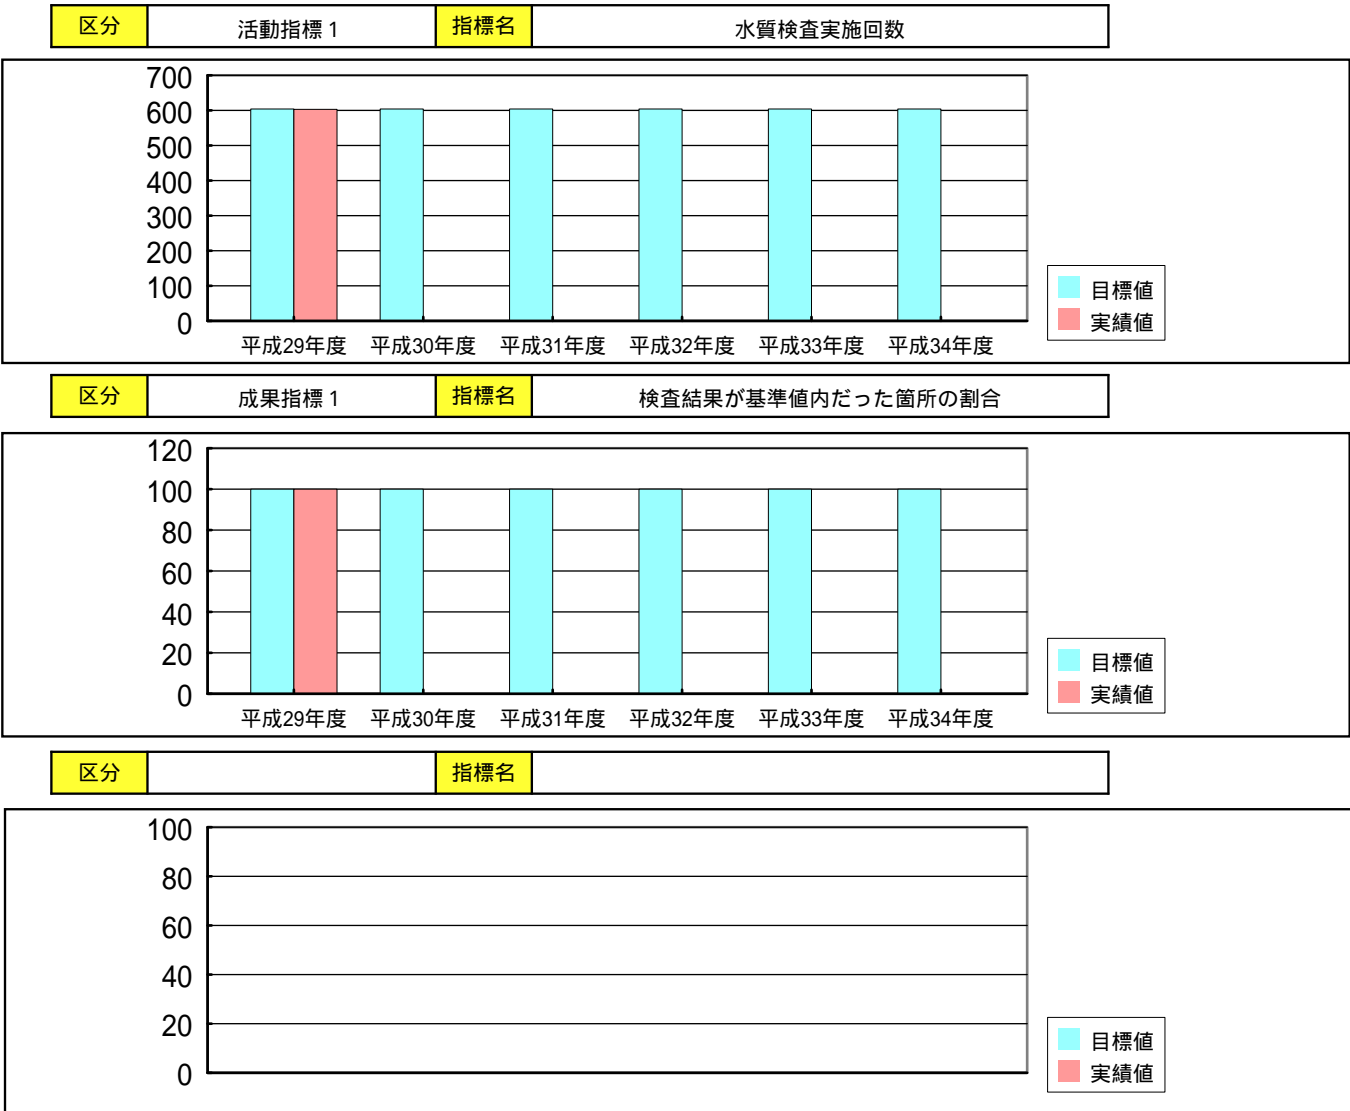 区分 活動指標１ 指標名 水質検査実施回数
700
600
500
400
300
200
100
0
平成29年度 平成30年度 平成31年度 平成32年度 平成33年度 平成34年度
目標値
実績値
区分 成果指標１ 指標名 検査結果が基準値内だった箇所の割合
120
100
80
60
40
20
0
平成29年度 平成30年度 平成31年度 平成32年度 平成33年度 平成34年度
目標値
実績値
区分 指標名
100
80
60
40
20
0
目標値
実績値